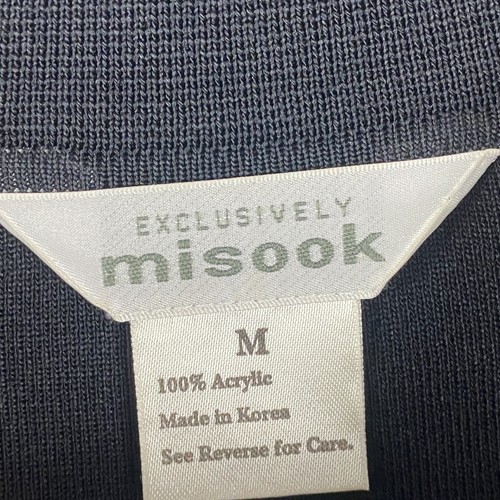 EXCLUSIVELY
misook
M
100% Acrylic
Made in Korea
See Reverse for Care.